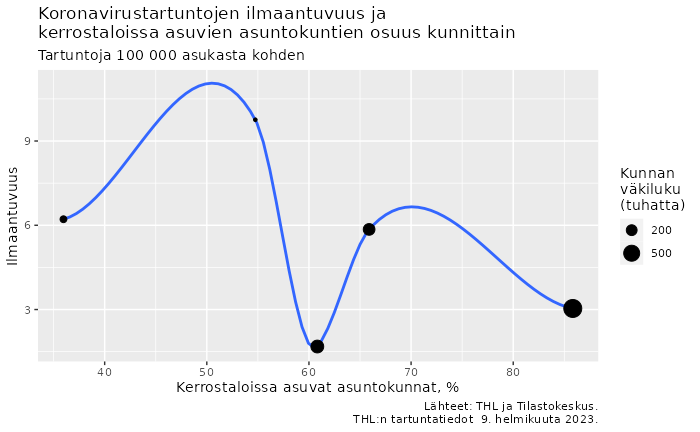 Koronavirustartuntojen ilmaantuvuus ja
kerrostaloissa asuvien asuntokuntien osuus kunnittain
Tartuntoja 100 000 asukasta kohden
Ilmaantuvuus
9
6
3
40
50
60
70
80
Kerrostaloissa asuvat asuntokunnat, %
Kunnan
väkiluku
(tuhatta)
200
500
Lähteet: THL ja Tilastokeskus.
THL:n tartuntatiedot 9. helmikuuta 2023.